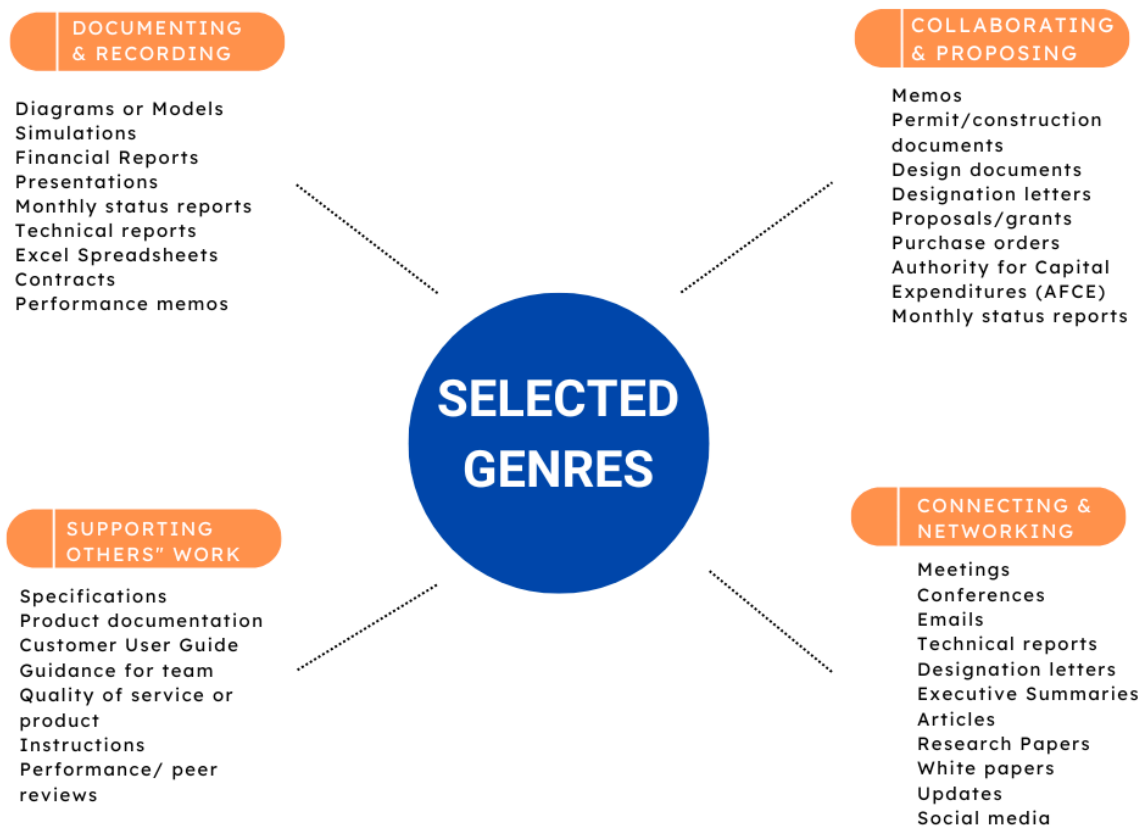 DOCUMENTING
& RECORDING
Diagrams or Models
Simulations
Financial Reports
Presentations
Monthly status reports
Technical reports
Excel Spreadsheets
Contracts
Performance memos
COLLABORATING
& PROPOSING
Memos
Permit/construction
documents
Design documents
Designation letters
Proposals/grants
Purchase orders
Authority for Capital
Expenditures (AFCE)
Monthly status reports
SELECTED
GENRES
SUPPORTING
OTHERS" WORK
Specifications
Product documentation
Customer User Guide
Guidance for team
Quality of service or
product
Instructions
Performance/ peer
reviews
CONNECTING &
NETWORKING
Meetings
Conferences
Emails
Technical reports
Designation letters
Executive Summaries
Articles
Research Papers
White papers
Updates
Social media